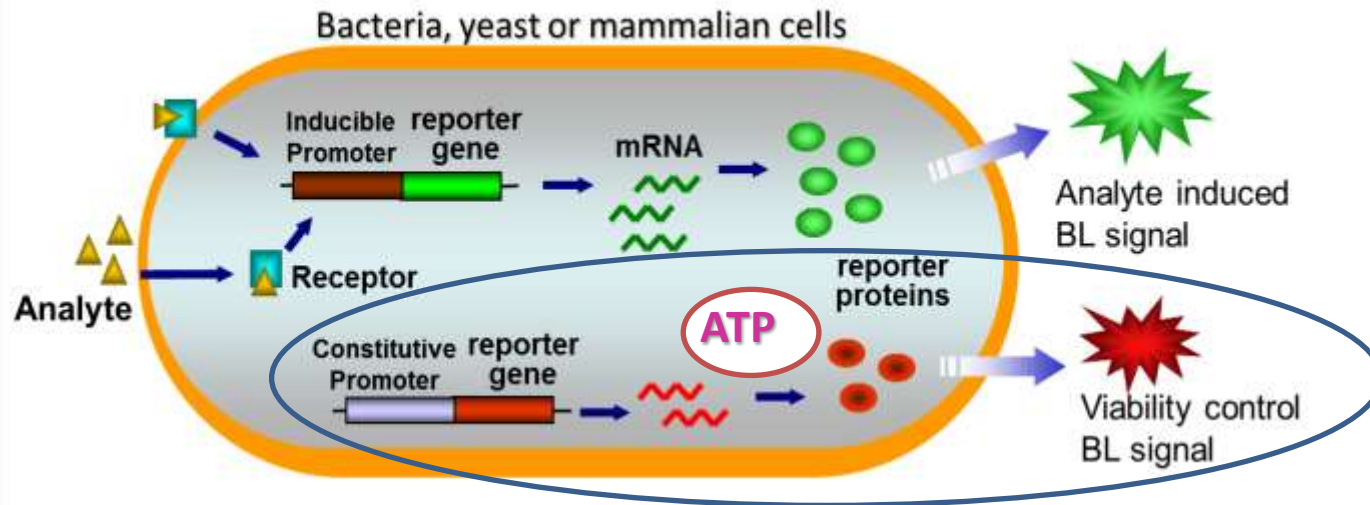 Bacteria, yeast or mammalian cells
Inducible
Promoter
reporter
gene
mRNA
Analyte induced
BL signal
Analyte
Receptor
reporter
proteins
ATP
Constitutive
Promoter
reporter
gene
Viability control
BL signal